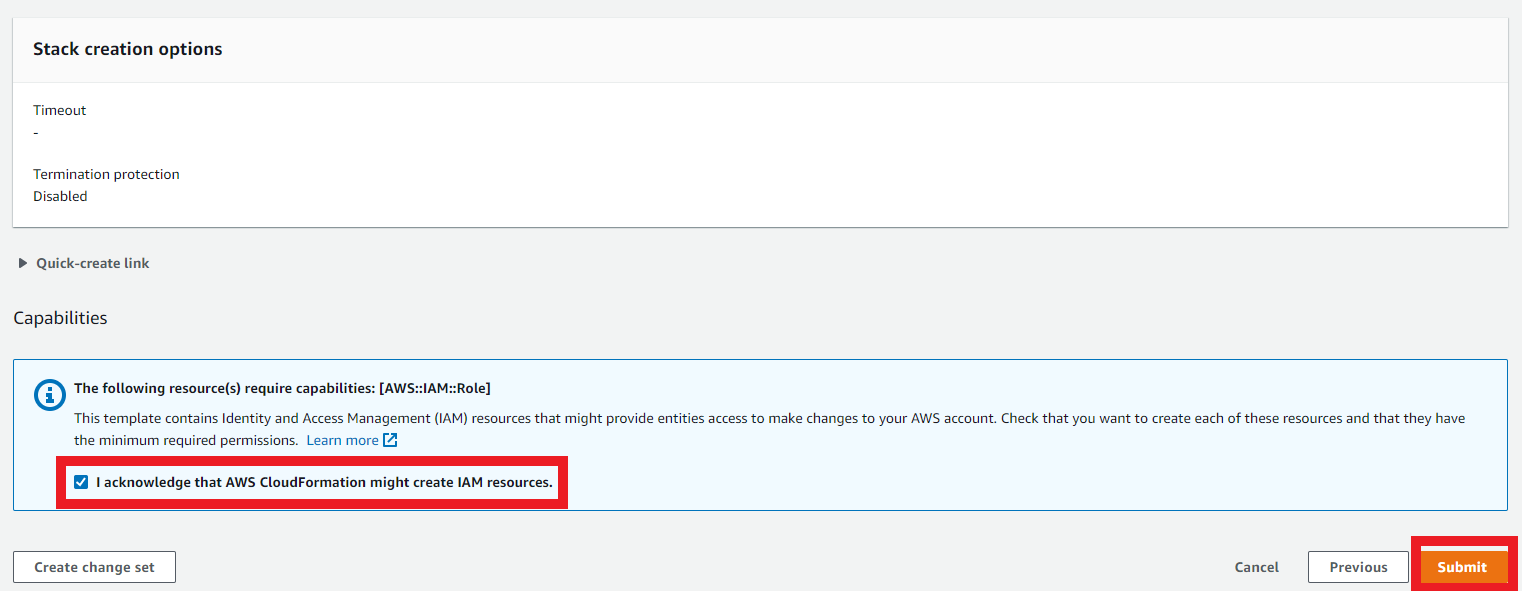 Stack creation options
Timeout
-
Termination protection
Disabled
Quick-create link
Capabilities
The following resource(s) require capabilities: [AWS::IAM::Role]
This template contains Identity and Access Management (IAM) resources that might provide entities access to make changes to your AWS account. Check that you want to create each of these resources and that they have
the minimum required permissions. Learn more
I acknowledge that AWS CloudFormation might create IAM resources.
Create change set Cancel Previous Submit